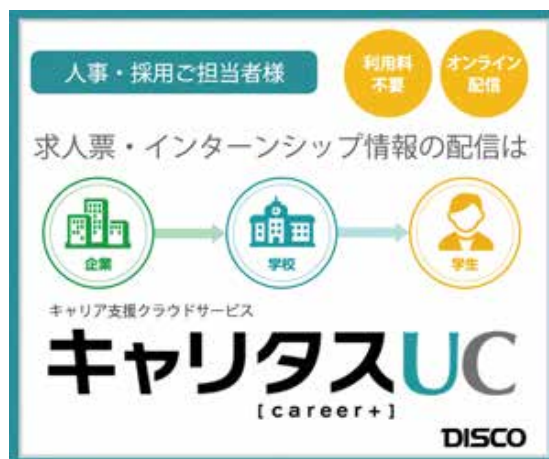 人事・採用ご担当者様
利用料
不要
オンライン
配信
求人票・インターンシップ情報の配信は
企業
学校
学生
キャリア支援クラウドサービス
キャリタスUC
[career+]
DISCO